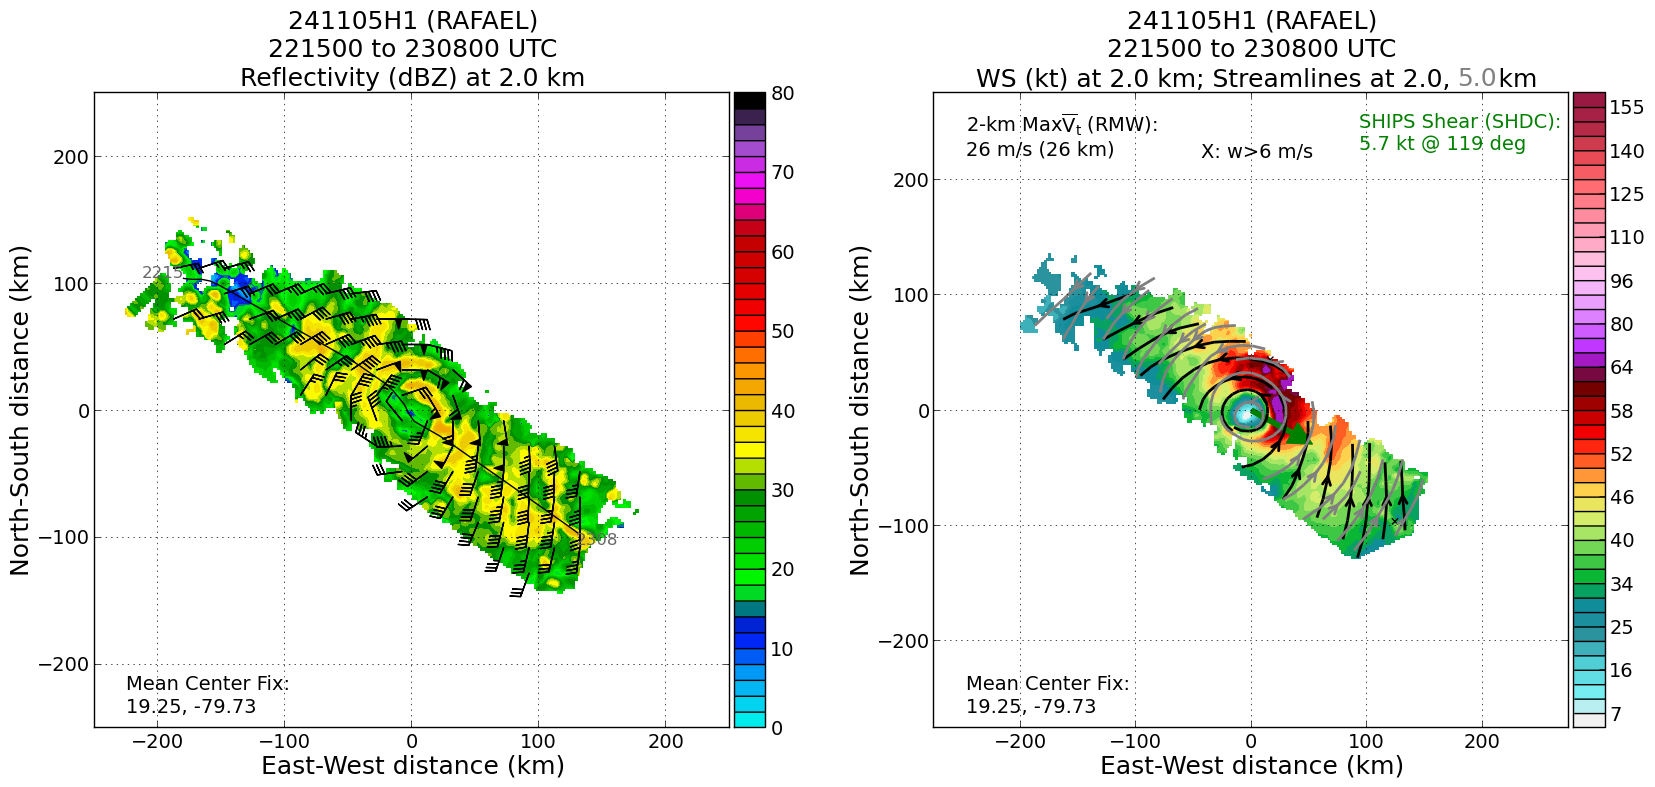 241105H1 (RAFAEL)
221500 to 230800 UTC
Reflectivity (dBZ) at 2.0 km
North-South distance (km)
200
100
0
−100
−200
2215
2308
Mean Center Fix:
19.25, -79.73
−200 −100 0 100 200
East-West distance (km)
80
70
60
50
40
30
20
10
0
241105H1 (RAFAEL)
221500 to 230800 UTC
WS (kt) at 2.0 km; Streamlines at 2.0, 5.0km
North-South distance (km)
200
100
0
−100
−200
2-km MaxV̅t (RMW):
26 m/s (26 km)
X: w>6 m/s
SHIPS Shear (SHDC):
5.7 kt @ 119 deg
Mean Center Fix:
19.25, -79.73
−200 −100 0 100 200
East-West distance (km)
155
140
125
110
96
80
64
58
52
46
40
34
25
16
7